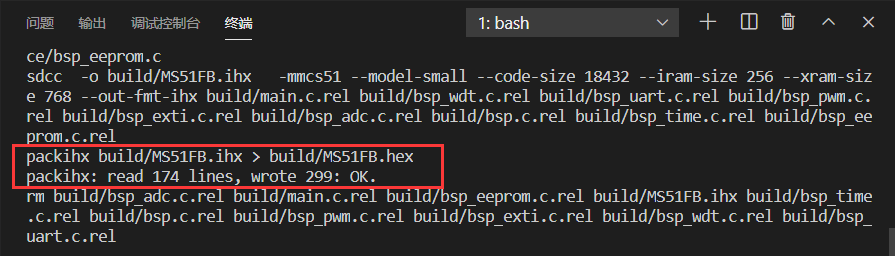 问题 输出 调试控制台 终端 1: bash
ce/bsp_eeprom.c
sdcc -o build/MS51FB.ihx -mmcs51 --model-small --code-size 18432 --iram-size 256 --xram-siz
e 768 --out-fmt-ihx build/main.c.rel build/bsp_wdt.c.rel build/bsp_uart.c.rel build/bsp_pwm.c.
rel build/bsp_exti.c.rel build/bsp_adc.c.rel build/bsp.c.rel build/bsp_time.c.rel build/bsp_ee
prom.c.rel
packihx build/MS51FB.ihx > build/MS51FB.hex
packihx: read 174 lines, wrote 299: OK.
rm build/bsp_adc.c.rel build/main.c.rel build/bsp_eeprom.c.rel build/MS51FB.ihx build/bsp_time
.c.rel build/bsp.c.rel build/bsp_pwm.c.rel build/bsp_exti.c.rel build/bsp_wdt.c.rel build/bsp_
uart.c.rel